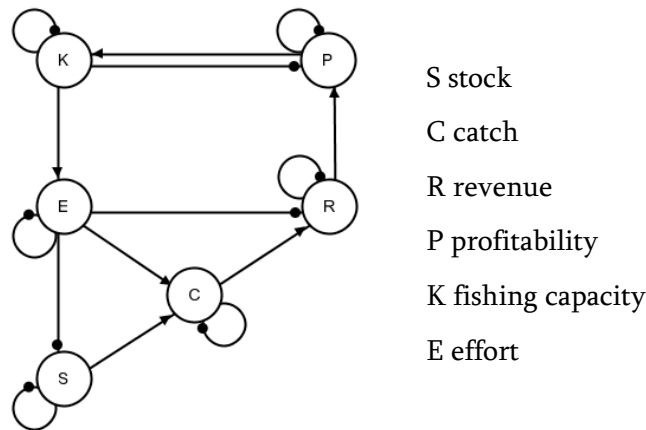 K
P
S stock
C catch
E
R
R revenue
P profitability
C
K fishing capacity
E effort
S